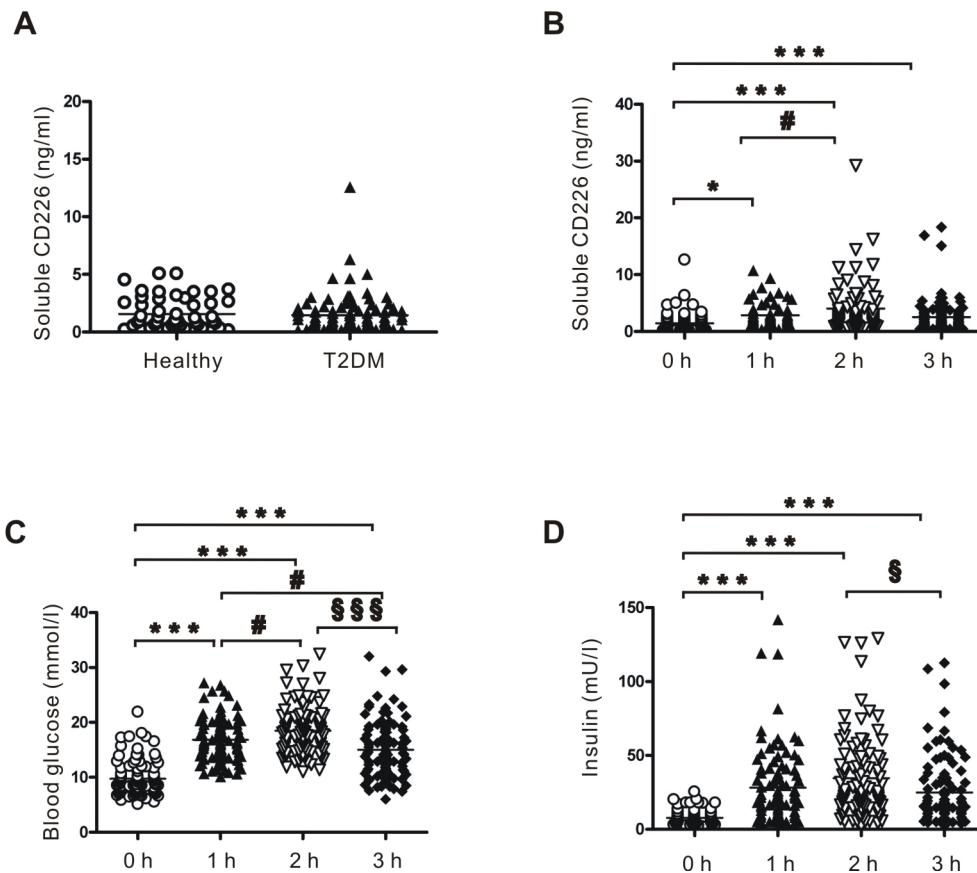 A
Soluble CD226 (ng/ml)
20
15
10
5
0
Healthy T2DM
B
Soluble CD226 (ng/ml)
***
***
#
*
40
30
20
10
0
0 h 1 h 2 h 3 h
C
Blood glucose (mmol/l)
***
***
#
*** # §§§
40
30
20
10
0
0 h 1 h 2 h 3 h
D
Insulin (mU/l)
***
***
*** §
150
100
50
0
0 h 1 h 2 h 3 h